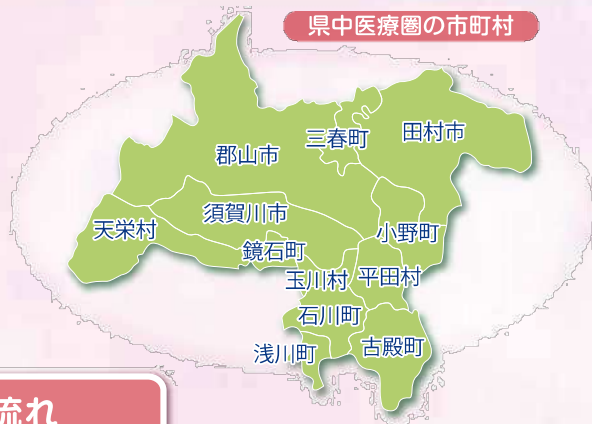 県中医療圏の市町村
三春町
田村市
郡山市
須賀川市
天栄村
小野町
鏡石町
玉川村
平田村
石川町
浅川町
古殿町
流れ